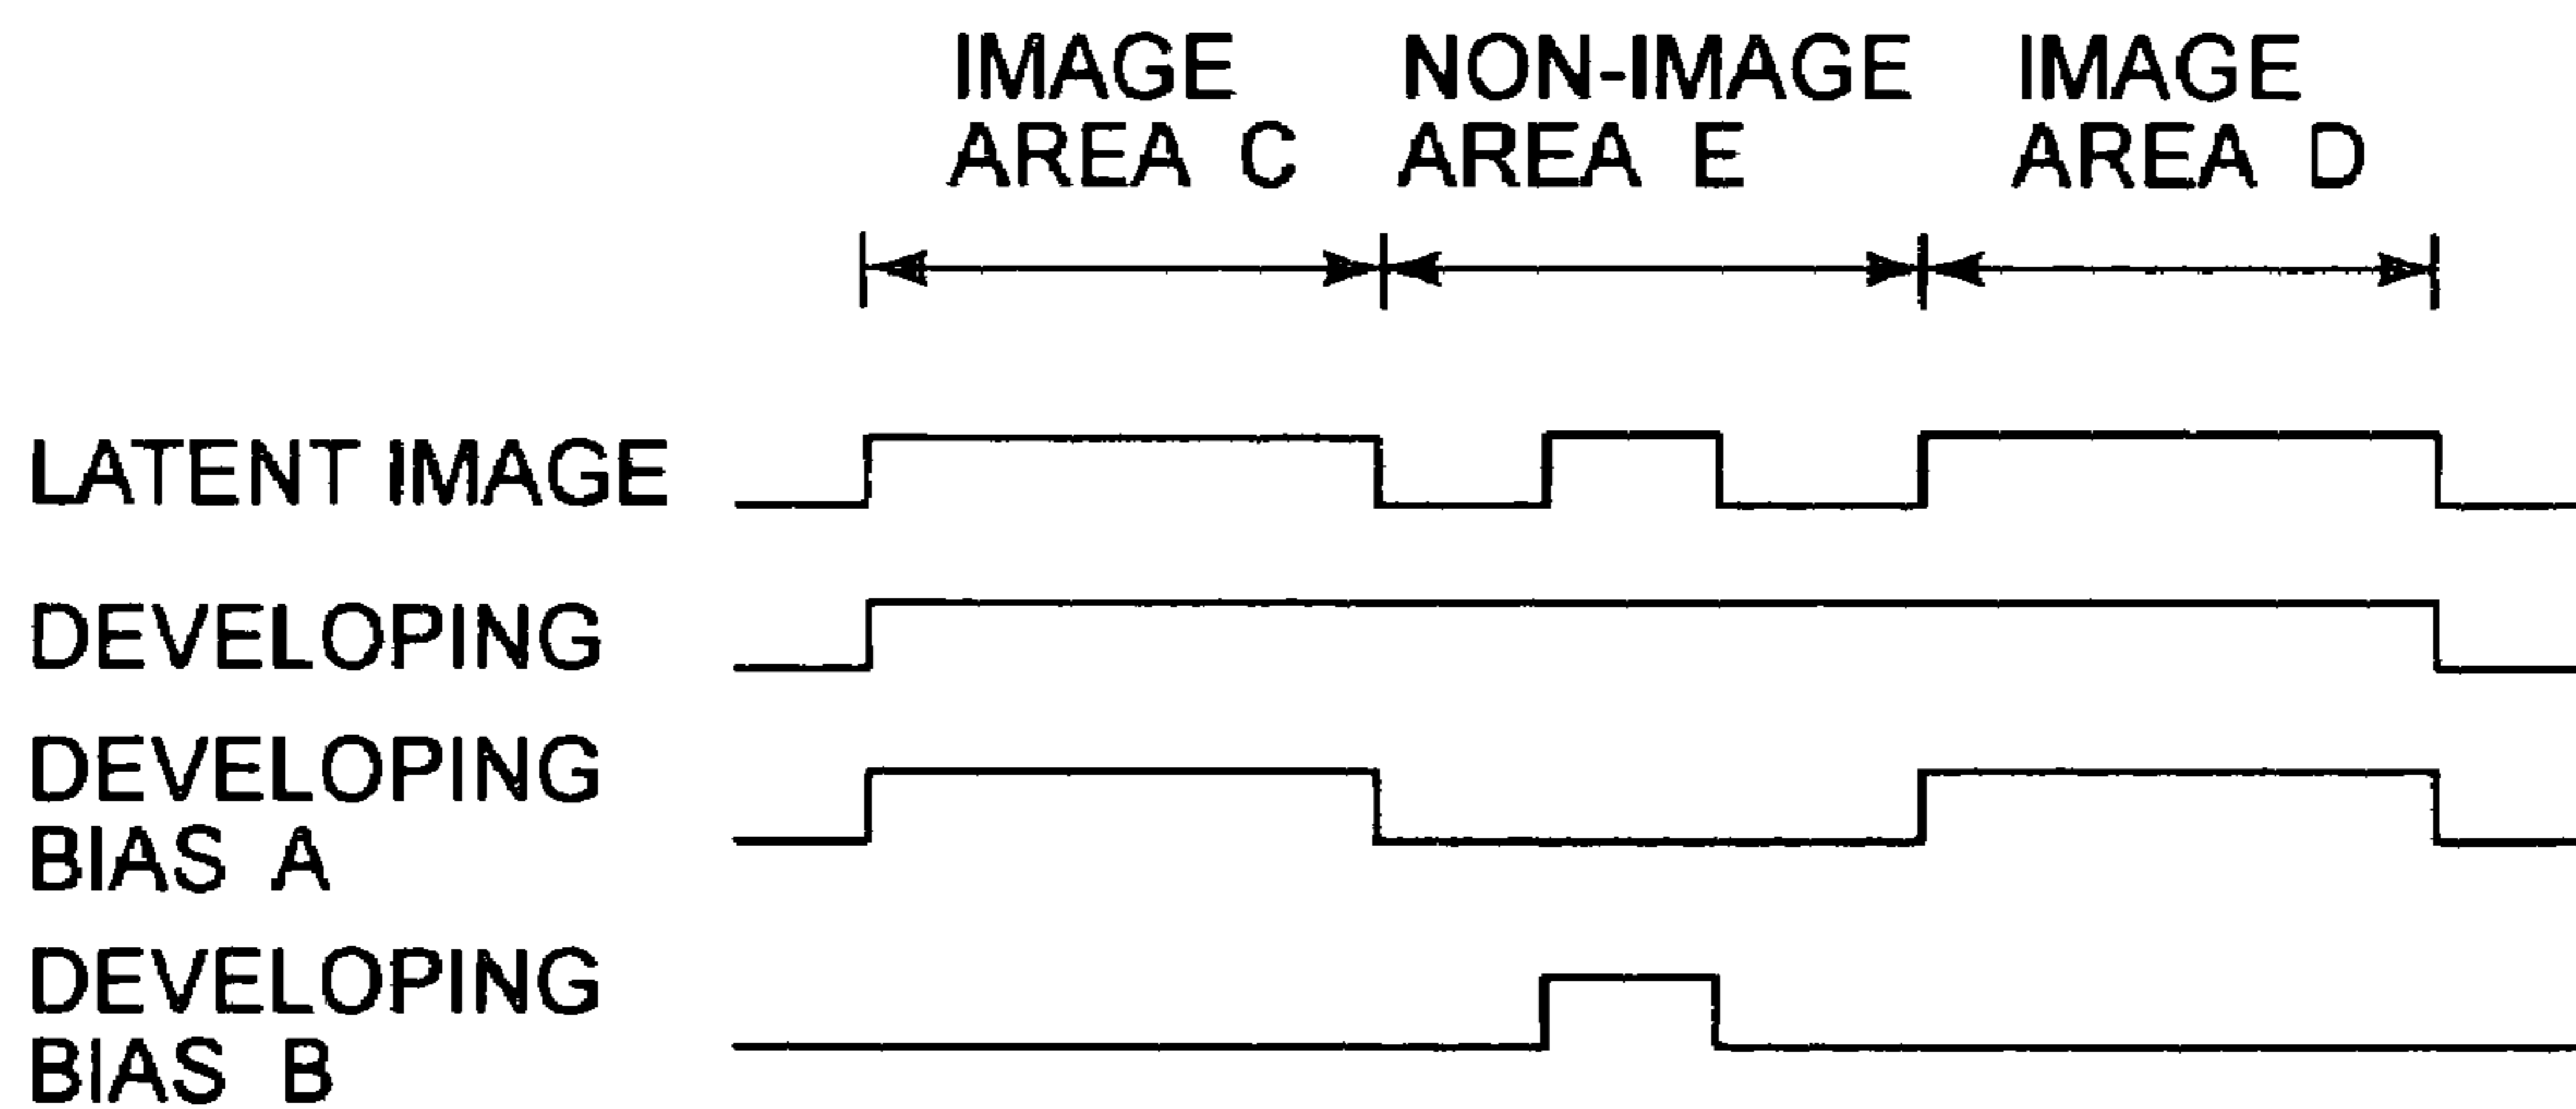 IMAGE
AREA C
NON-IMAGE
AREA E
IMAGE
AREA D
LATENT IMAGE
DEVELOPING
DEVELOPING
BIAS A
DEVELOPING
BIAS B